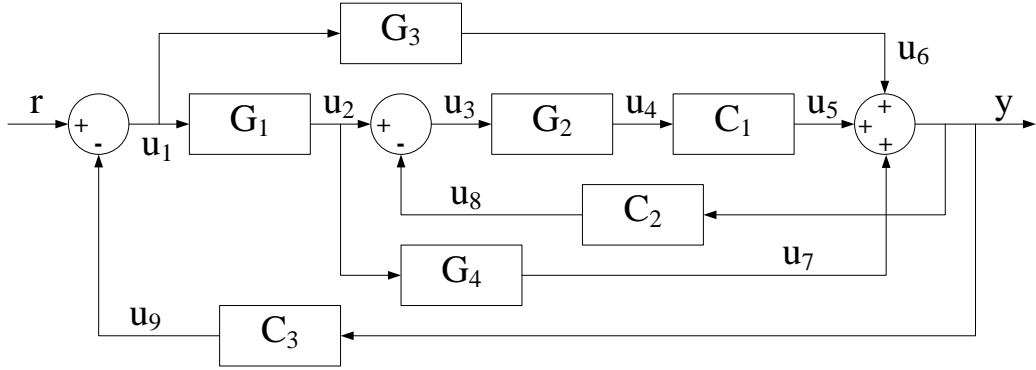 G₃
u₆
r + - u₁ G₁ u₂ + - u₃ G₂ u₄ C₁ u₅ + + + y
u₈ C₂
G₄ u₇
u₉ C₃